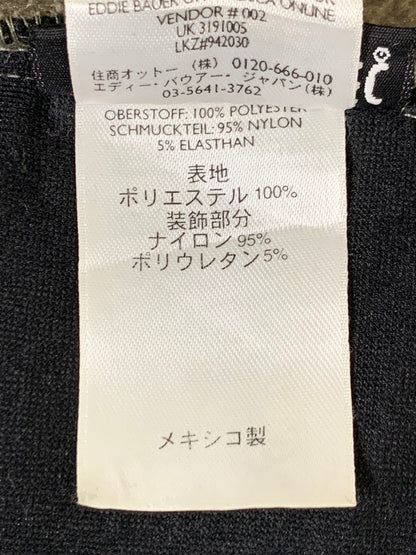 EDDIE BAUER
ONLINE
VENDOR # 002
UK 3191005
LKZ#942030
住商オットー (株) 0120-666-010
エディー・バウアー・ジャパン(株)
03-5641-3762
OBERSTOFF: 100% POLYESTER
SCHMUCKTEIL: 95% NYLON
5% ELASTHAN
表地
ポリエステル 100%
装飾部分
ナイロン 95%
ポリウレタン 5%
メキシコ製